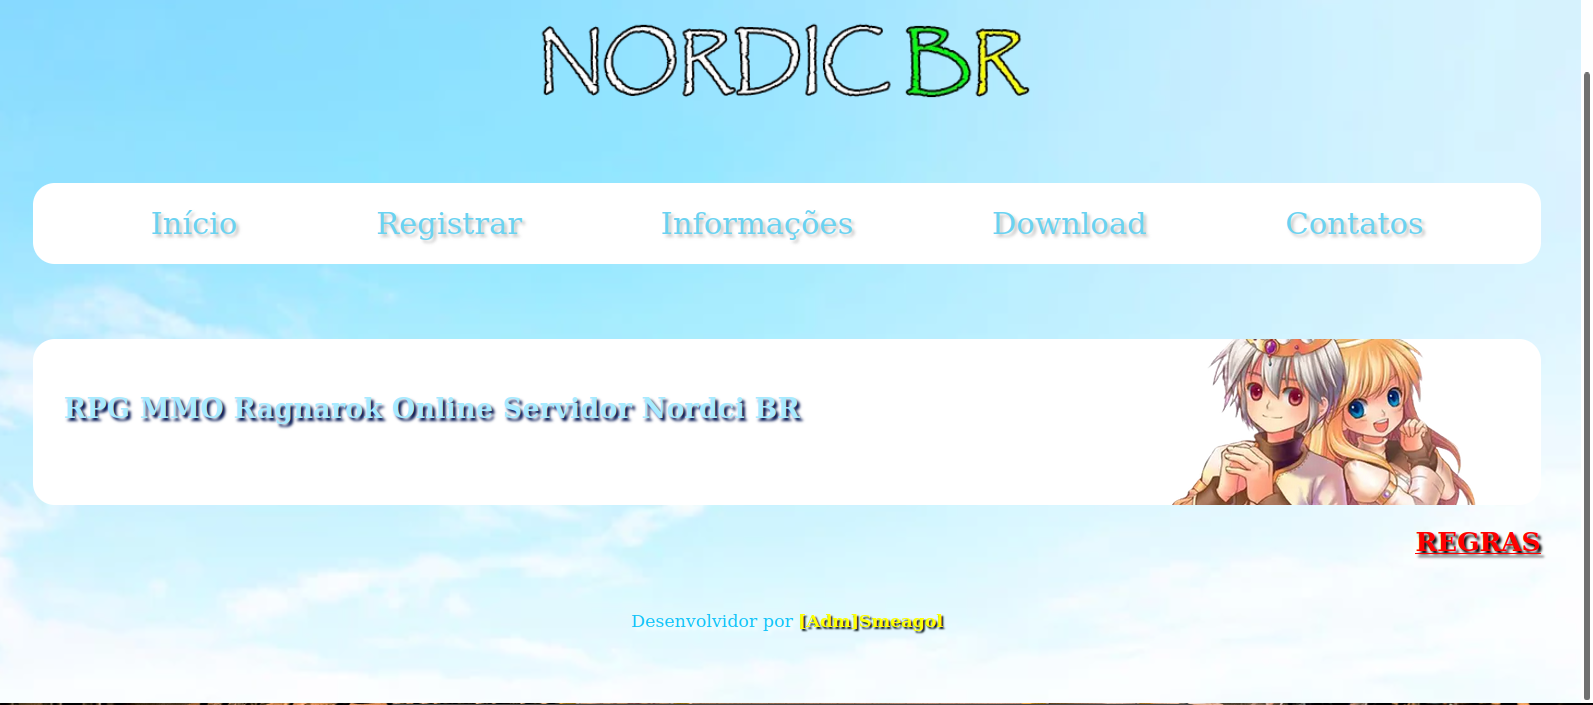 NORDIC BR
Início Registrar Informações Download Contatos
RPG MMO Ragnarok Online Servidor Nordci BR
REGRAS
Desenvolvidor por [Adm]Smeagol